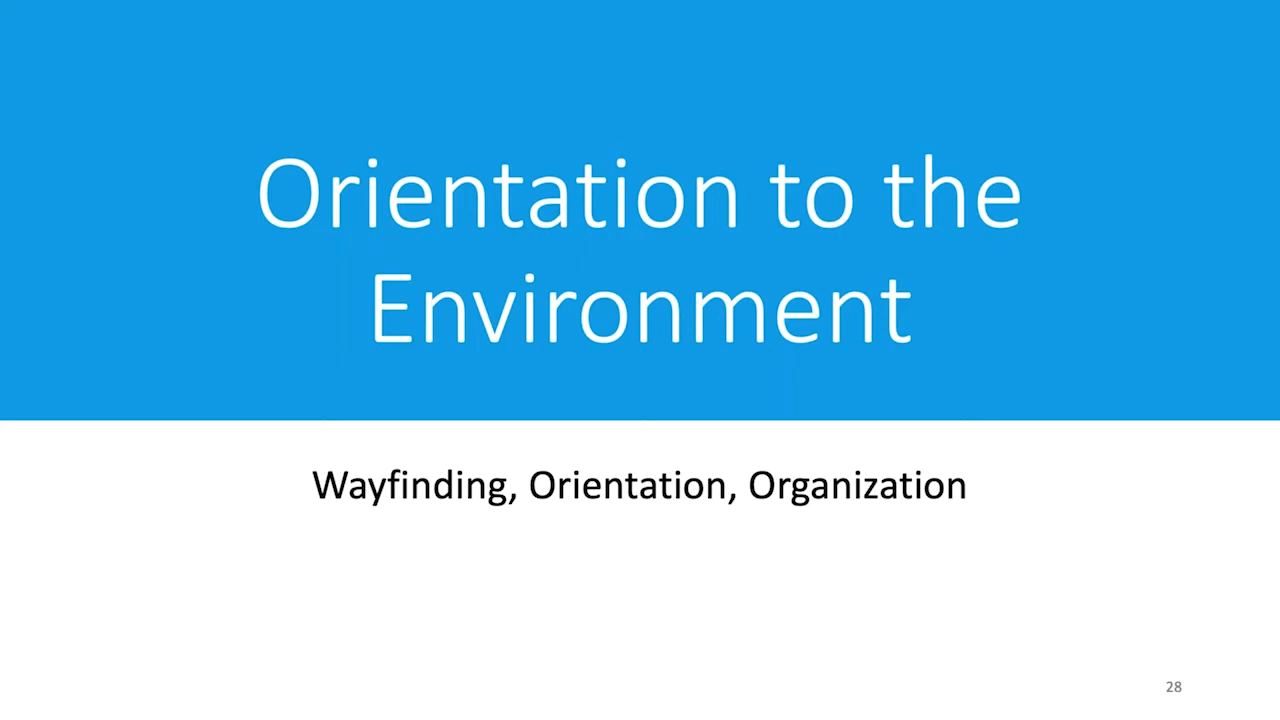 Orientation to the
Environment
Wayfinding, Orientation, Organization
28